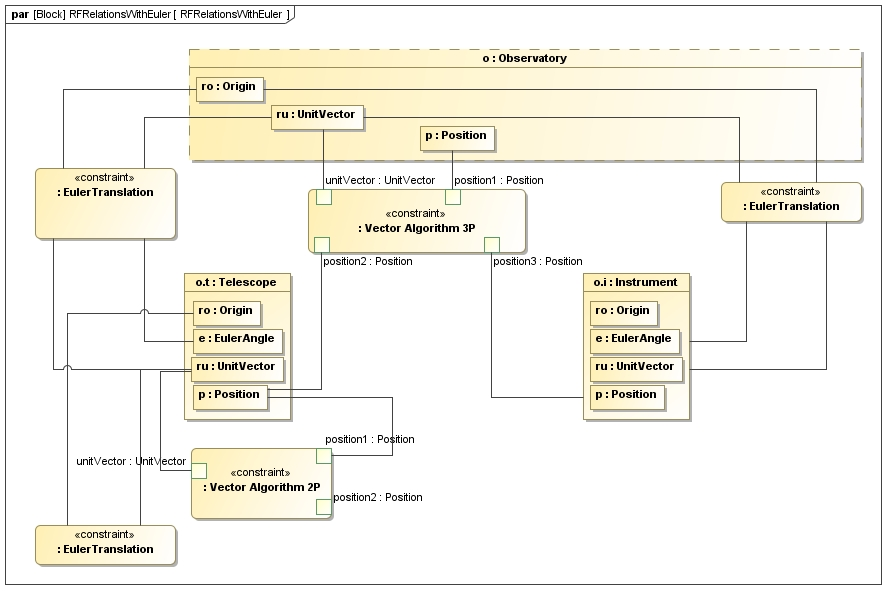 par [Block] RFRelationsWithEuler [ RFRelationsWithEuler ]
o : Observatory
ro : Origin
ru : UnitVector
p : Position
«constraint»
: EulerTranslation
unitVector : UnitVector
position1 : Position
«constraint»
: EulerTranslation
«constraint»
: Vector Algorithm 3P
position2 : Position
position3 : Position
o.t : Telescope
ro : Origin
e : EulerAngle
ru : UnitVector
p : Position
o.i : Instrument
ro : Origin
e : EulerAngle
ru : UnitVector
p : Position
position1 : Position
unitVector : UnitVector
«constraint»
: Vector Algorithm 2P
position2 : Position
«constraint»
: EulerTranslation